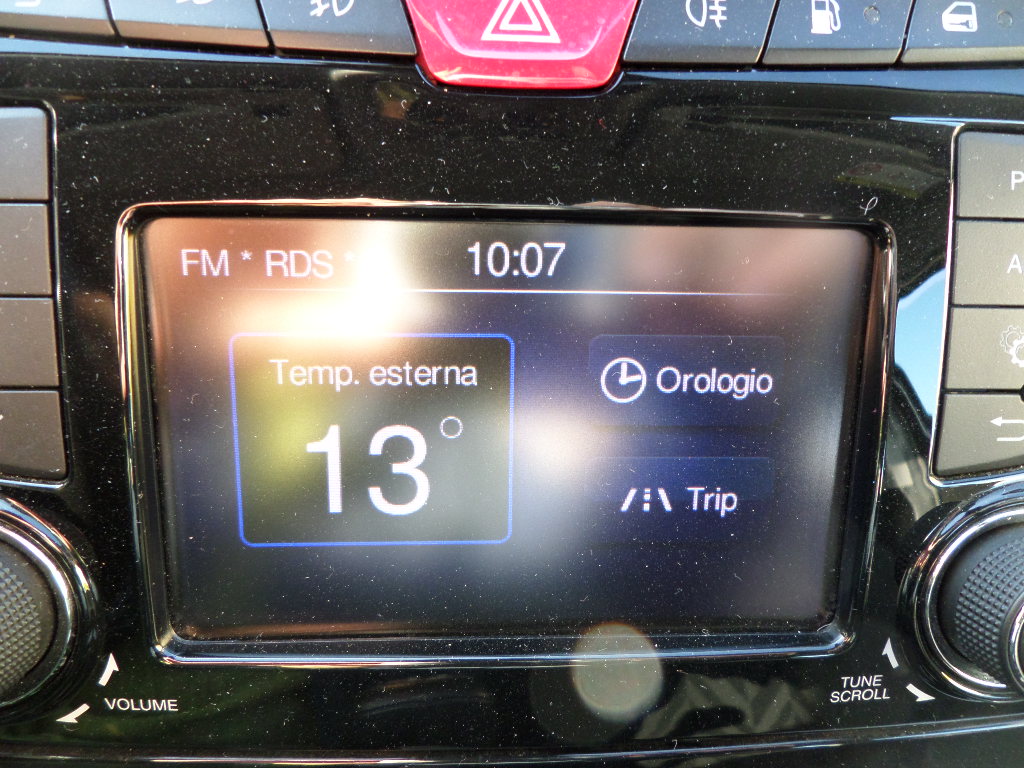 FM * RDS *
10:07
Temp. esterna
13°
Orologio
Trip
VOLUME
TUNE
SCROLL
P
A